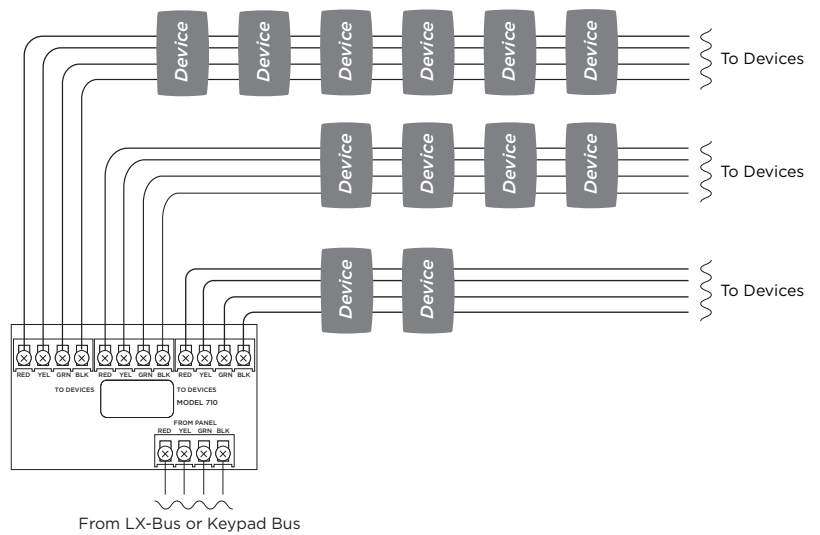 Device Device Device Device Device Device
To Devices
Device Device Device Device
To Devices
Device Device
To Devices
RED YEL GRN BLK RED YEL GRN BLK RED YEL GRN BLK
TO DEVICES TO DEVICES
MODEL 710
FROM PANEL
RED YEL GRN BLK
From LX-Bus or Keypad Bus